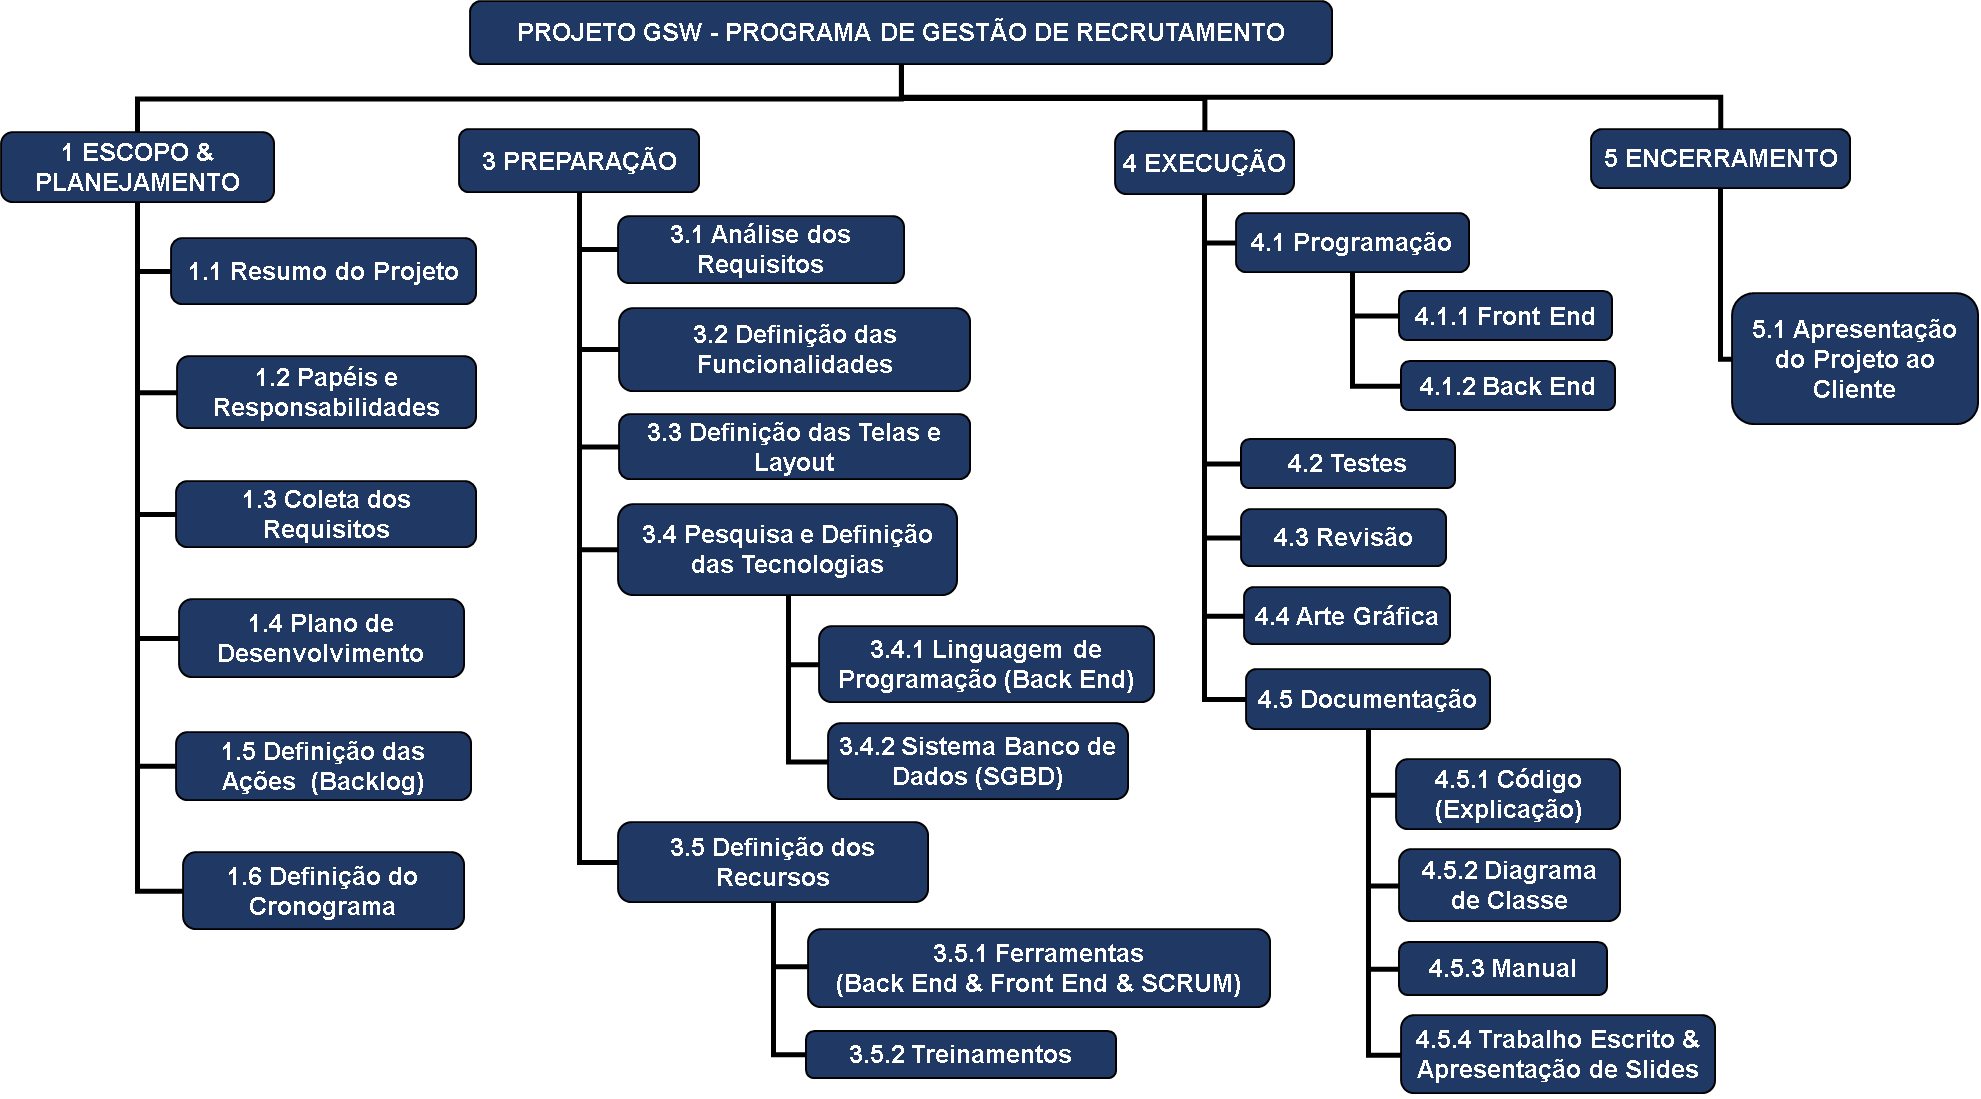 PROJETO GSW - PROGRAMA DE GESTÃO DE RECRUTAMENTO
1 ESCOPO &
PLANEJAMENTO
1.1 Resumo do Projeto
1.2 Papéis e
Responsabilidades
1.3 Coleta dos
Requisitos
1.4 Plano de
Desenvolvimento
1.5 Definição das
Ações (Backlog)
1.6 Definição do
Cronograma
3 PREPARAÇÃO
3.1 Análise dos
Requisitos
3.2 Definição das
Funcionalidades
3.3 Definição das Telas e
Layout
3.4 Pesquisa e Definição
das Tecnologias
3.4.1 Linguagem de
Programação (Back End)
3.4.2 Sistema Banco de
Dados (SGBD)
3.5 Definição dos
Recursos
3.5.1 Ferramentas
(Back End & Front End & SCRUM)
3.5.2 Treinamentos
4 EXECUÇÃO
4.1 Programação
4.1.1 Front End
4.1.2 Back End
4.2 Testes
4.3 Revisão
4.4 Arte Gráfica
4.5 Documentação
4.5.1 Código
(Explicação)
4.5.2 Diagrama
de Classe
4.5.3 Manual
4.5.4 Trabalho Escrito &
Apresentação de Slides
5 ENCERRAMENTO
5.1 Apresentação
do Projeto ao
Cliente